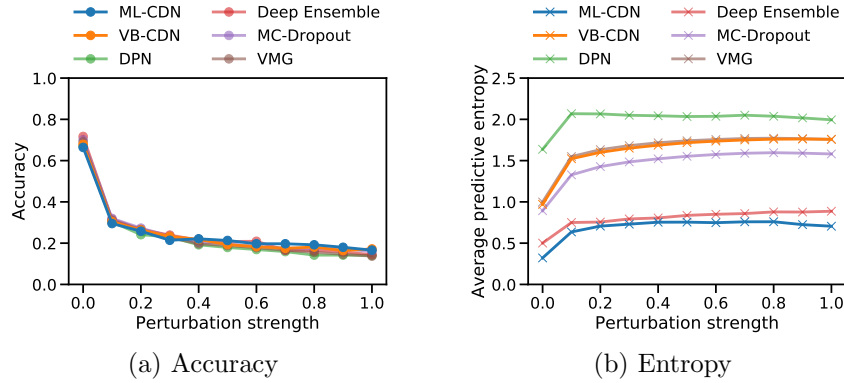 ML-CDN Deep Ensemble
VB-CDN MC-Dropout
DPN VMG
1.0
0.8
0.6
0.4
0.2
0.0
Accuracy
0.0 0.2 0.4 0.6 0.8 1.0
Perturbation strength
(a) Accuracy
ML-CDN Deep Ensemble
VB-CDN MC-Dropout
DPN VMG
2.5
2.0
1.5
1.0
0.5
0.0
Average predictive entropy
0.0 0.2 0.4 0.6 0.8 1.0
Perturbation strength
(b) Entropy